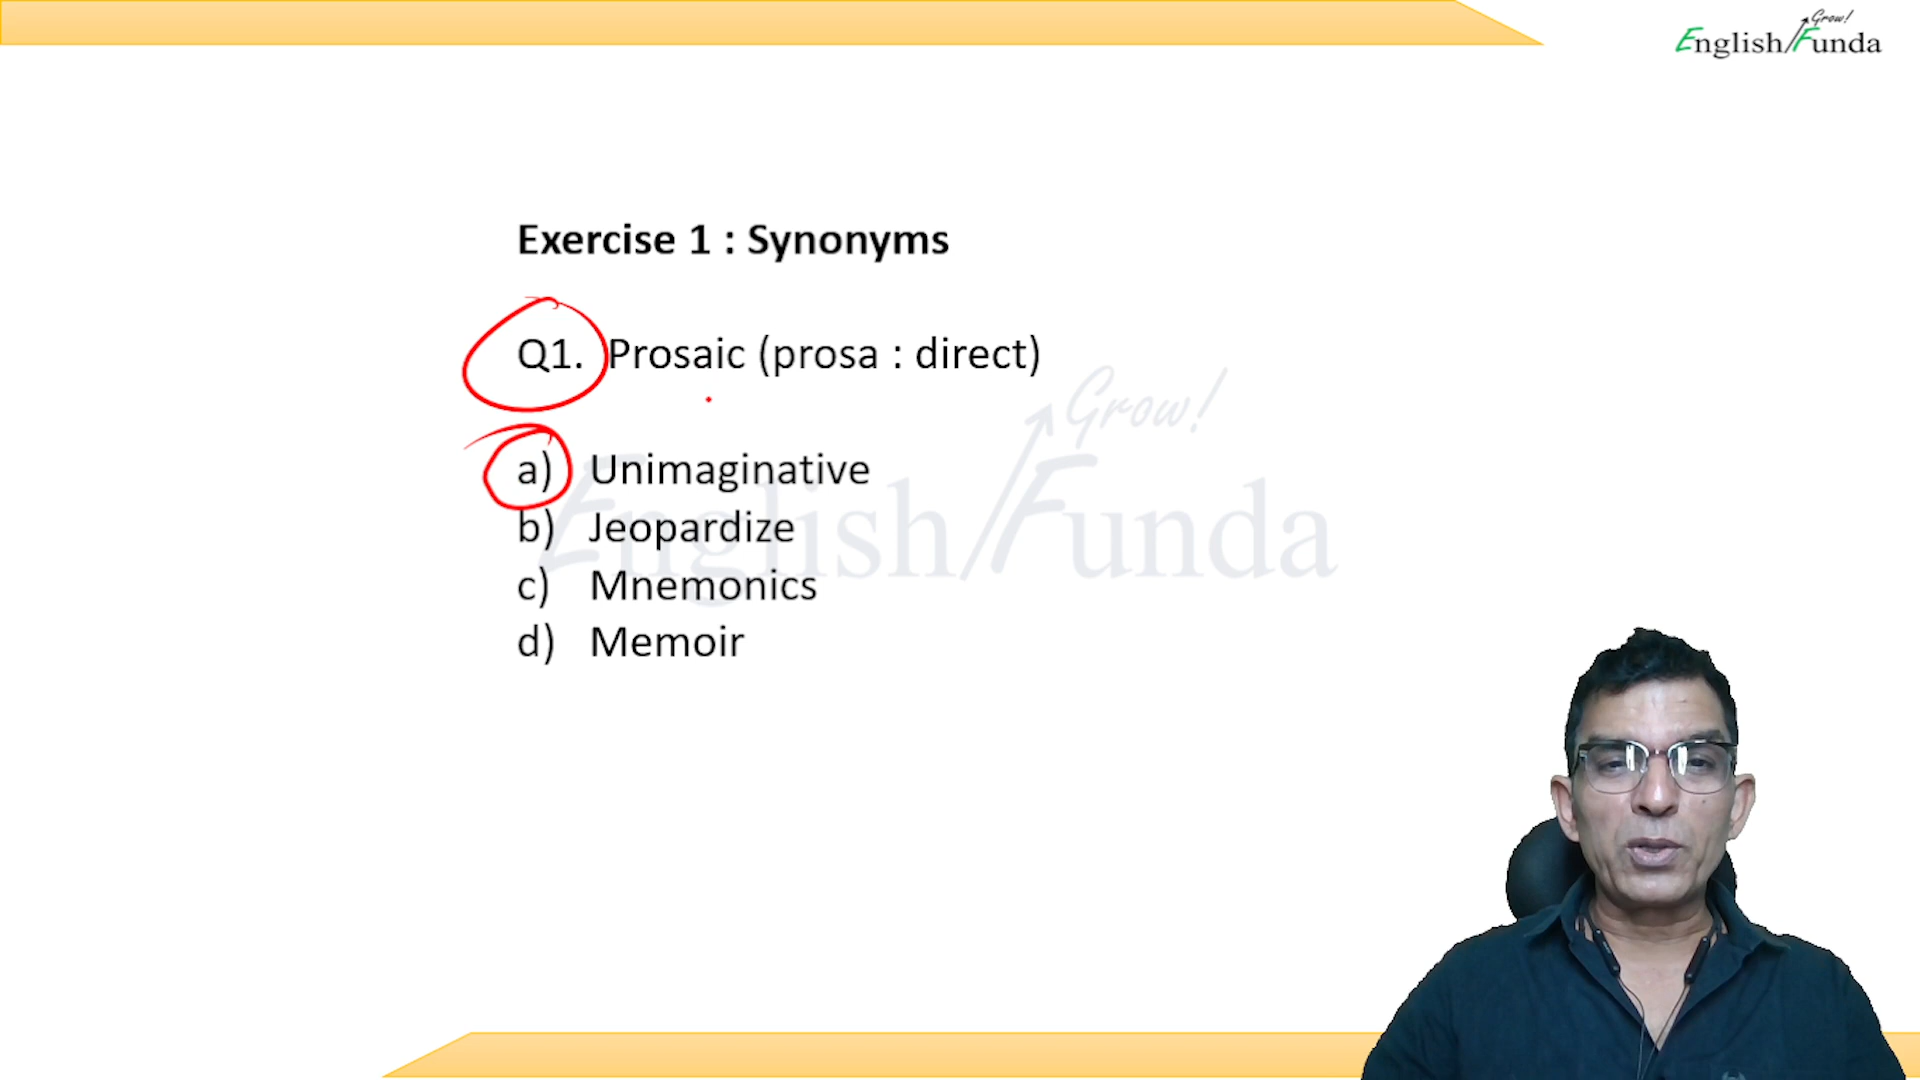 Grow!
English Funda
Exercise 1 : Synonyms
Q1. Prosaic (prosa : direct)
a) Unimaginative
b) Jeopardize
c) Mnemonics
d) Memoir
Grow!
English Funda